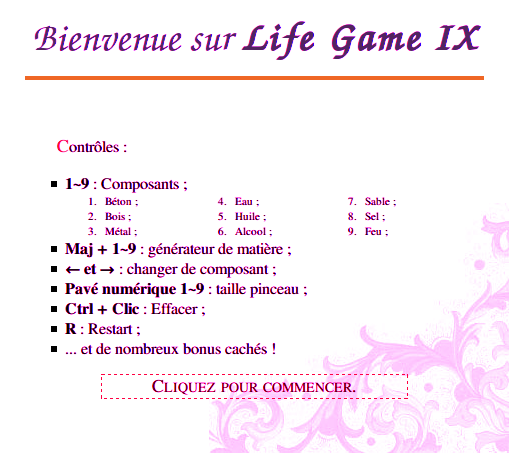 Bienvenue sur Life Game IX
Contrôles :
1~9 : Composants ;
1. Béton ; 4. Eau ; 7. Sable ;
2. Bois ; 5. Huile ; 8. Sel ;
3. Métal ; 6. Alcool ; 9. Feu ;
Maj + 1~9 : générateur de matière ;
← et → : changer de composant ;
Pavé numérique 1~9 : taille pinceau ;
Ctrl + Clic : Effacer ;
R : Restart ;
... et de nombreux bonus cachés !
CLIQUEZ POUR COMMENCER.